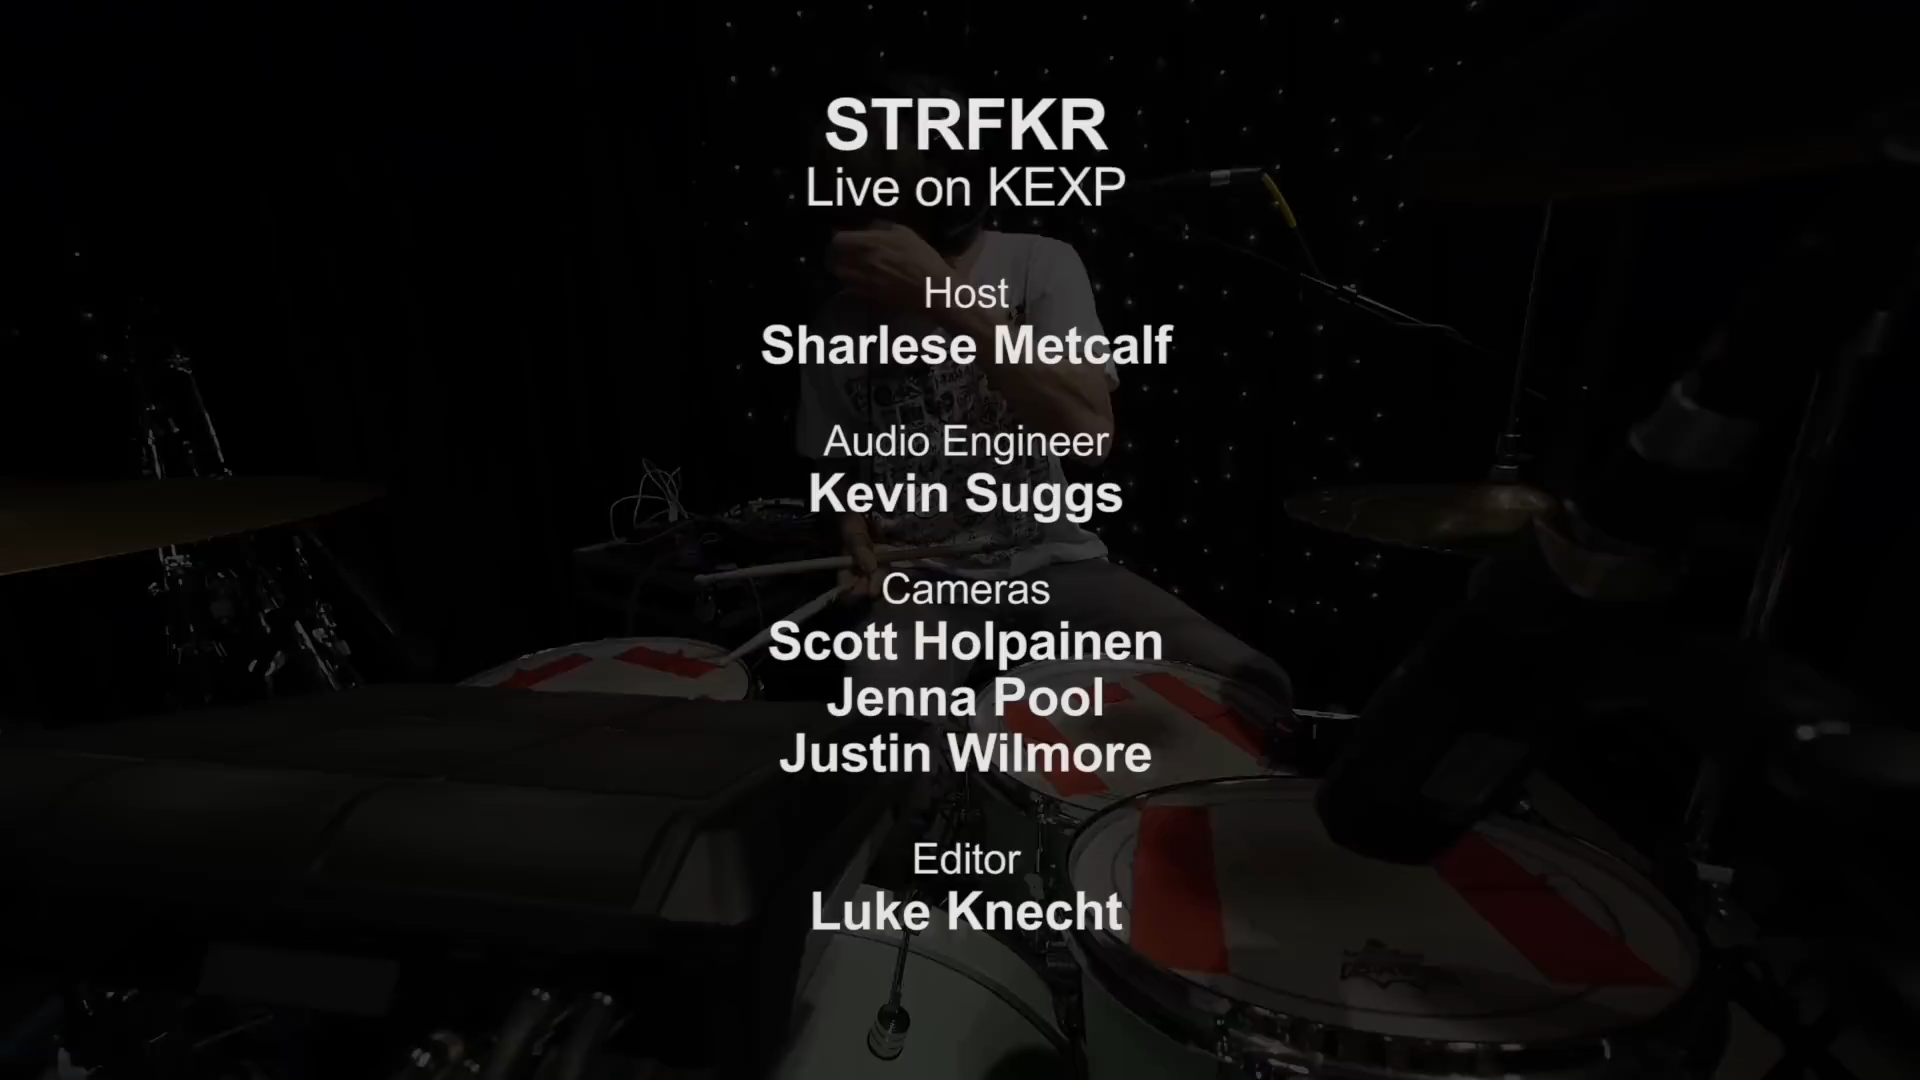 STRFKR
Live on KEXP
Host
Sharlese Metcalf
Audio Engineer
Kevin Suggs
Cameras
Scott Holpainen
Jenna Pool
Justin Wilmore
Editor
Luke Knecht